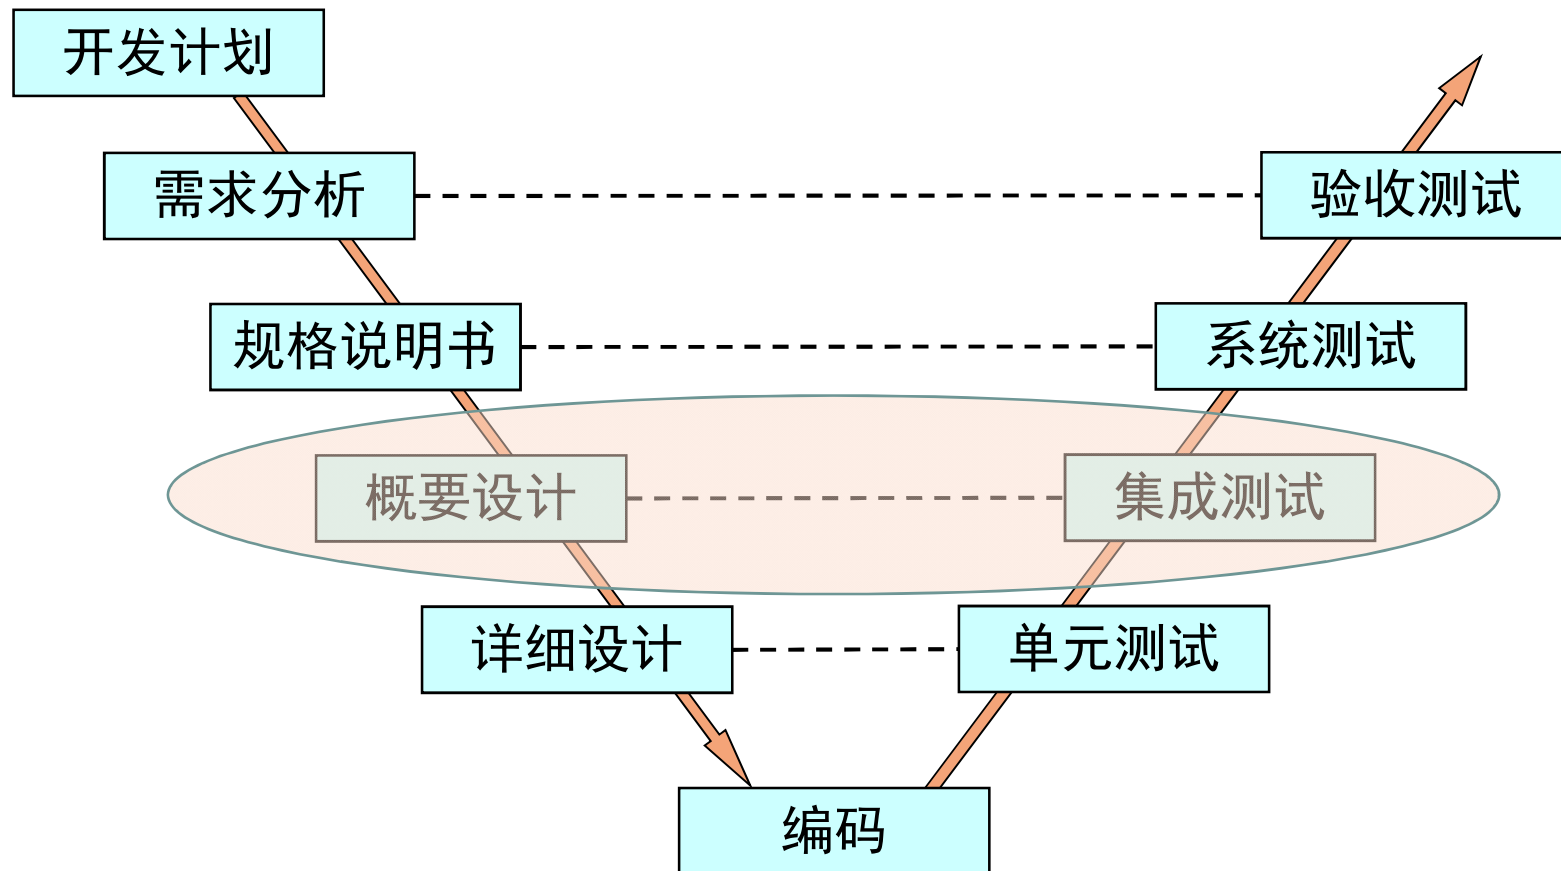 开发计划
需求分析
验收测试
规格说明书
系统测试
概要设计
集成测试
详细设计
单元测试
编码